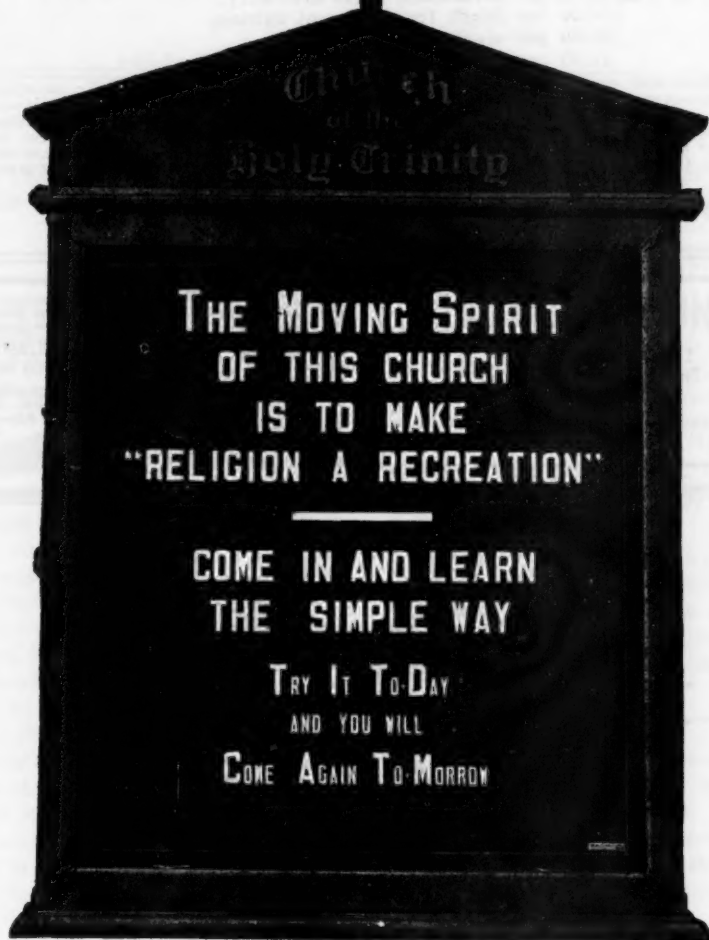 Church
of the
Holy Trinity
THE MOVING SPIRIT
OF THIS CHURCH
IS TO MAKE
"RELIGION A RECREATION"
COME IN AND LEARN
THE SIMPLE WAY
TRY IT TO-DAY
AND YOU WILL
COME AGAIN TO-MORROW